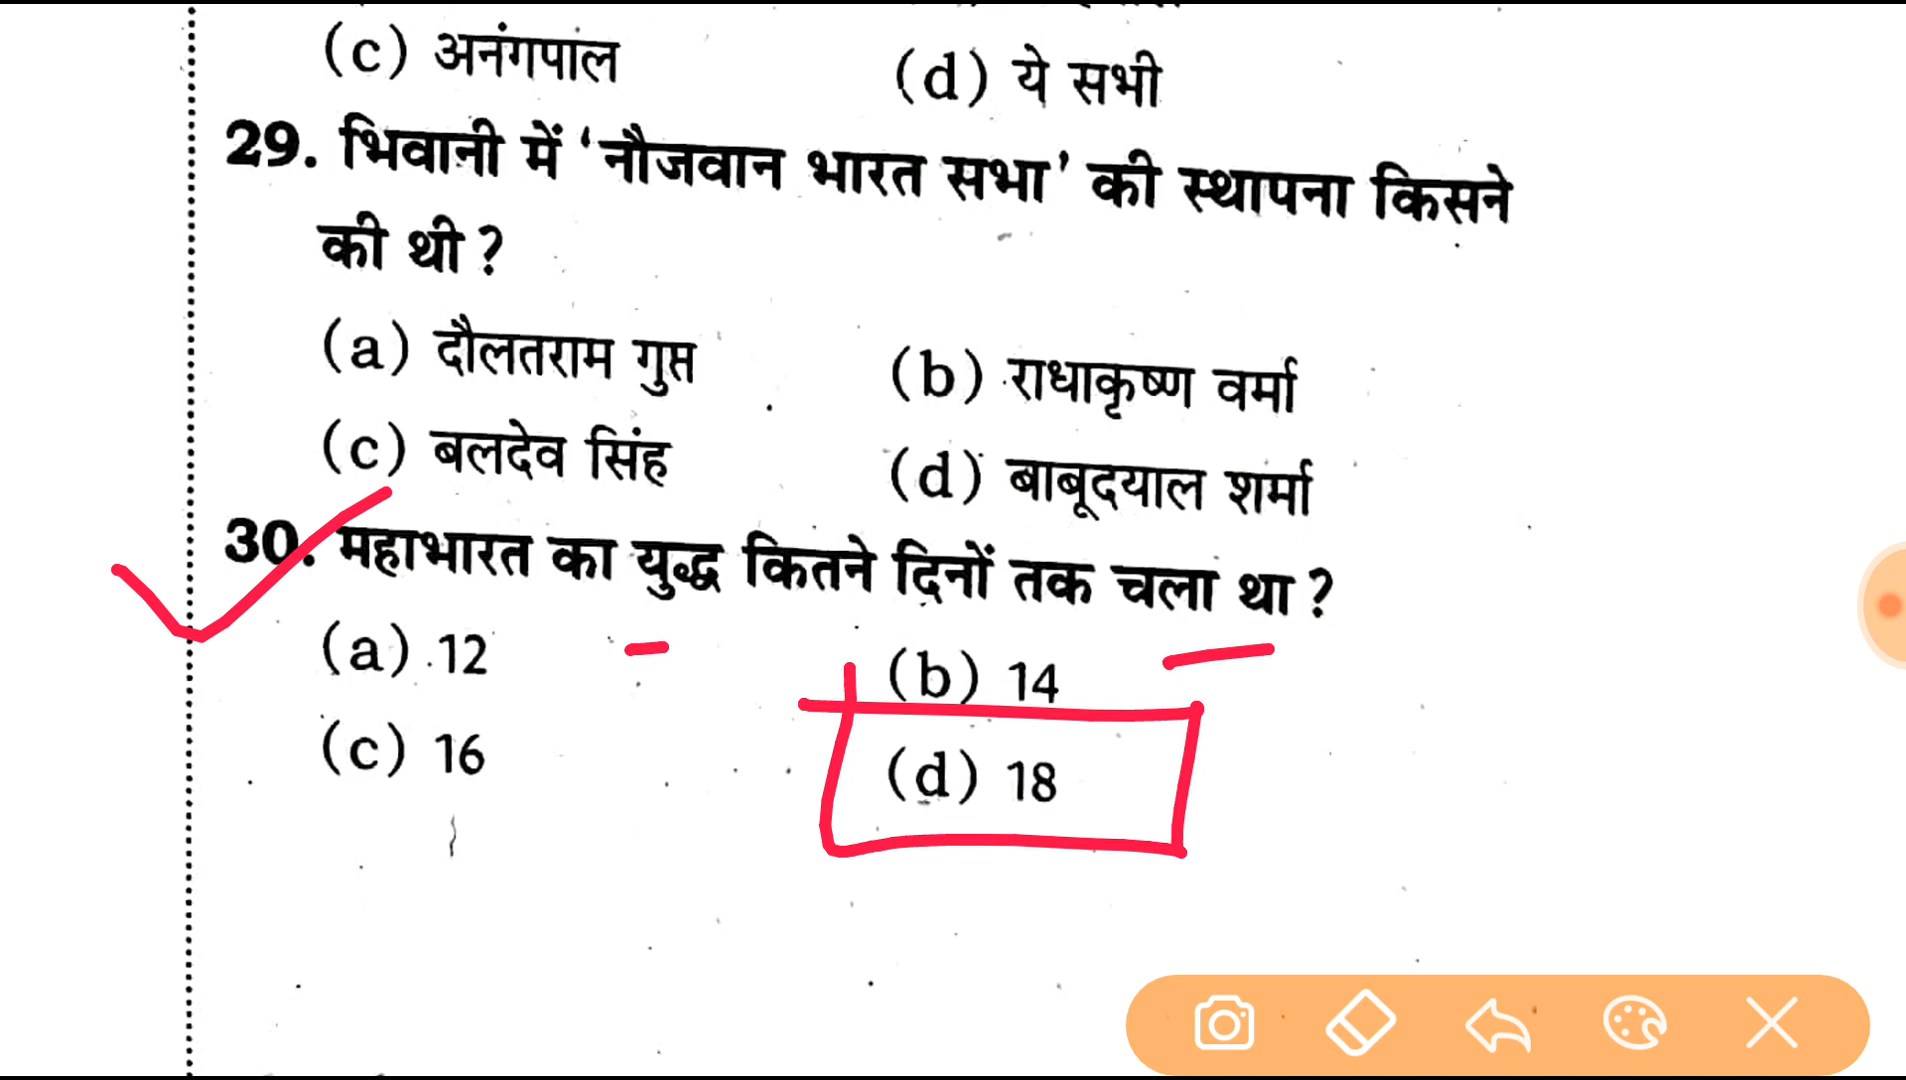 (c) अनंगपाल (d) ये सभी
29. भिवानी में ‘नौजवान भारत सभा’ की स्थापना किसने
की थी ?
(a) दौलतराम गुप्त (b) राधाकृष्ण वर्मा
(c) बलदेव सिंह (d) बाबूदयाल शर्मा
30. महाभारत का युद्ध कितने दिनों तक चला था ?
(a) 12 (b) 14
(c) 16 (d) 18